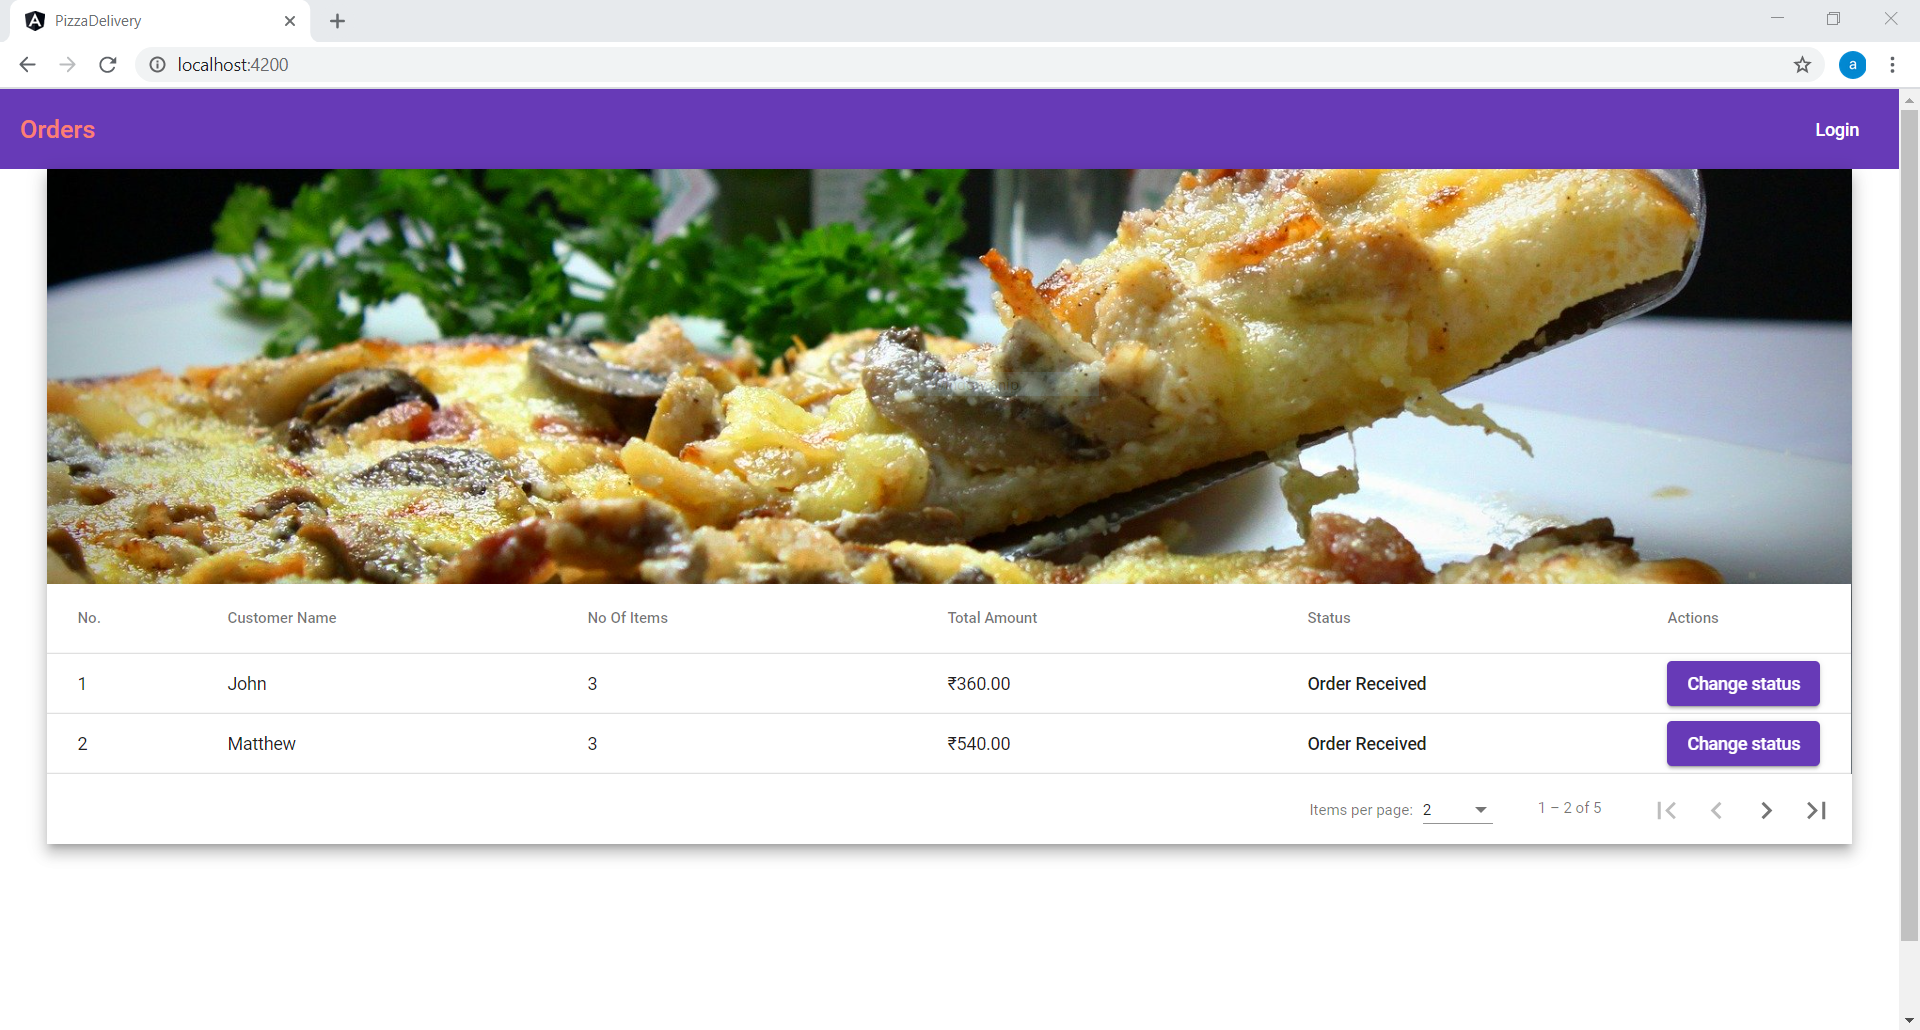 PizzaDelivery
localhost:4200
a
Orders
Login
No. Customer Name No Of Items Total Amount Status Actions
1 John 3 ₹360.00 Order Received Change status
2 Matthew 3 ₹540.00 Order Received Change status
Items per page: 2 1 – 2 of 5